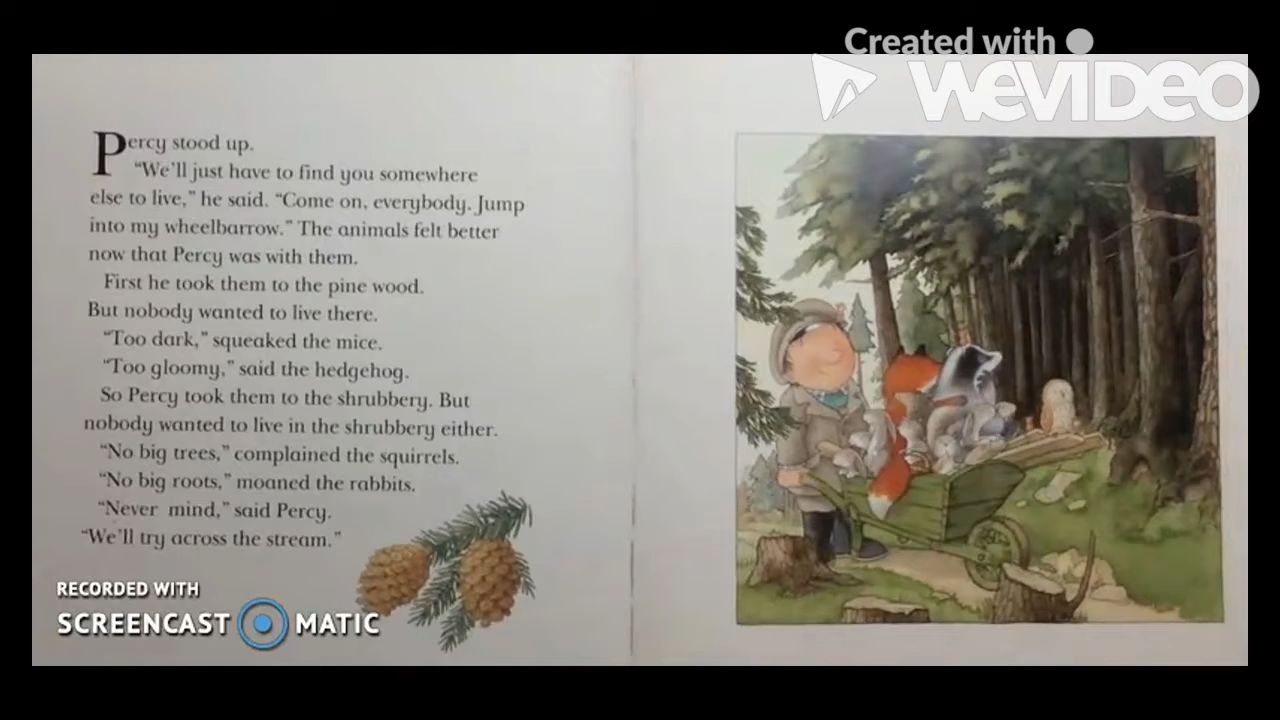 Created with
WEVIDEO
Percy stood up.
“We’ll just have to find you somewhere
else to live,” he said. “Come on, everybody. Jump
into my wheelbarrow.” The animals felt better
now that Percy was with them.
First he took them to the pine wood.
But nobody wanted to live there.
“Too dark,” squeaked the mice.
“Too gloomy,” said the hedgehog.
So Percy took them to the shrubbery. But
nobody wanted to live in the shrubbery either.
“No big trees,” complained the squirrels.
“No big roots,” moaned the rabbits.
“Never mind,” said Percy.
“We’ll try across the stream.”
RECORDED WITH
SCREENCAST MATIC